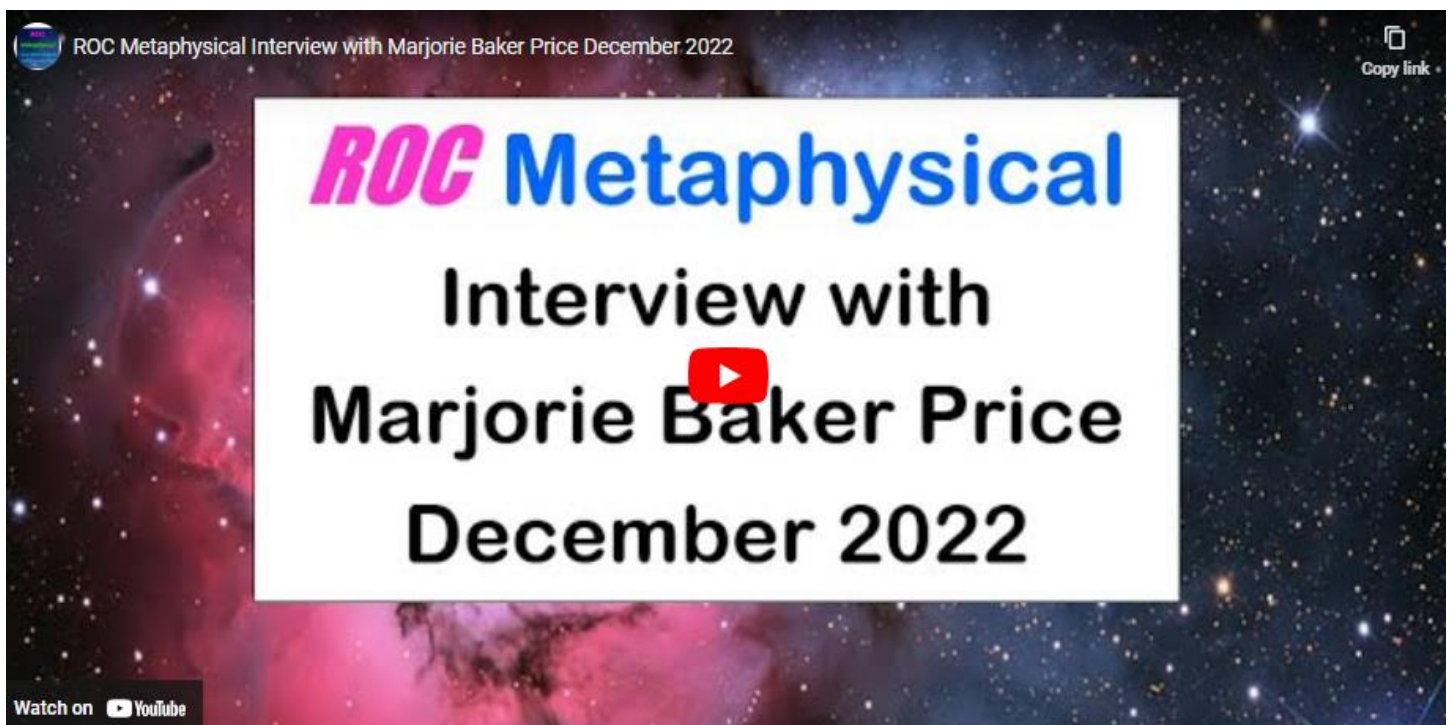 ROC Metaphysical Interview with Marjorie Baker Price December 2022
Copy link
ROC Metaphysical
Interview with
Marjorie Baker Price
December 2022
Watch on YouTube